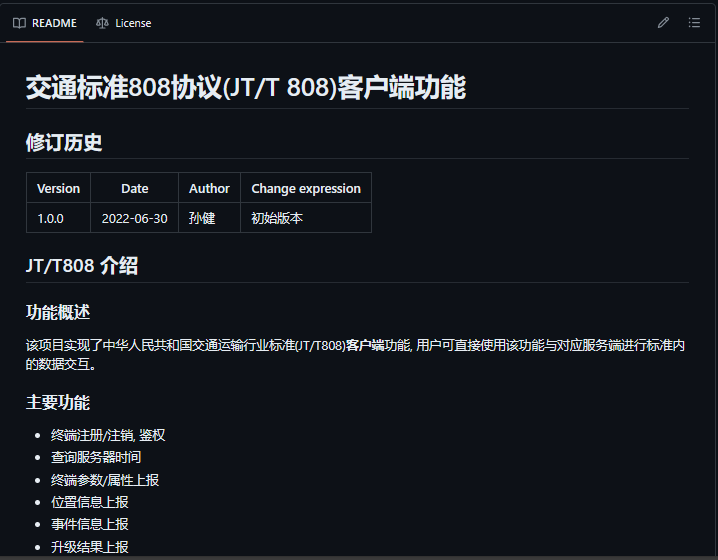 README License
交通标准808协议(JT/T 808)客户端功能
修订历史
Version Date Author Change expression
1.0.0 2022-06-30 孙健 初始版本
JT/T808 介绍
功能概述
该项目实现了中华人民共和国交通运输行业标准(JT/T808)客户端功能, 用户可直接使用该功能与对应服务端进行标准内
的数据交互。
主要功能
终端注册/注销, 鉴权
查询服务器时间
终端参数/属性上报
位置信息上报
事件信息上报
升级结果上报